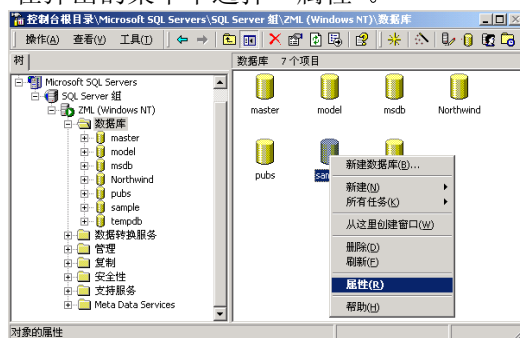 控制台根目录\Microsoft SQL Servers\SQL Server 组\ZML (Windows NT)\数据库
操作(A) 查看(V) 工具(T)
树
数据库 7个项目
Microsoft SQL Servers
SQL Server 组
ZML (Windows NT)
数据库
master
model
msdb
Northwind
pubs
sample
tempdb
数据转换服务
管理
复制
安全性
支持服务
Meta Data Services
master model msdb Northwind
pubs
新建数据库(B)...
新建(N)
所有任务(K)
从这里创建窗口(W)
删除(D)
刷新(F)
属性(R)
帮助(H)
对象的属性